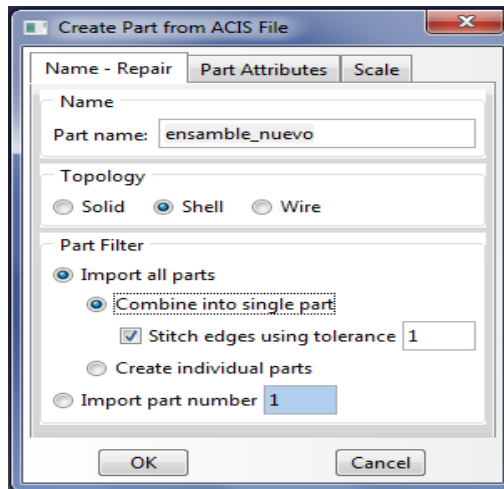 Create Part from ACIS File
Name - Repair Part Attributes Scale
Name
Part name: ensamble_nuevo
Topology
Solid Shell Wire
Part Filter
Import all parts
Combine into single part
Stitch edges using tolerance 1
Create individual parts
Import part number 1
OK Cancel